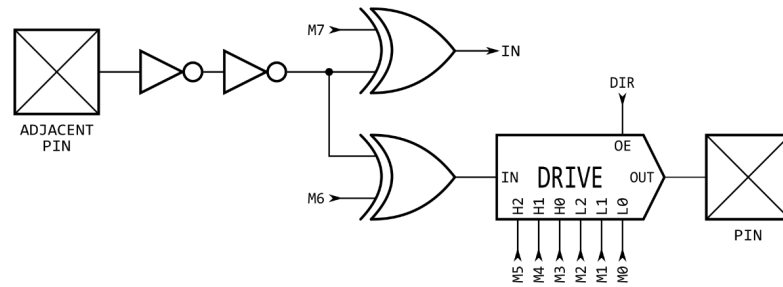 M7
IN
ADJACENT
PIN
DIR
OE
IN
DRIVE
OUT
M6
H2
H1
H0
L2
L1
L0
PIN
M5
M4
M3
M2
M1
M0